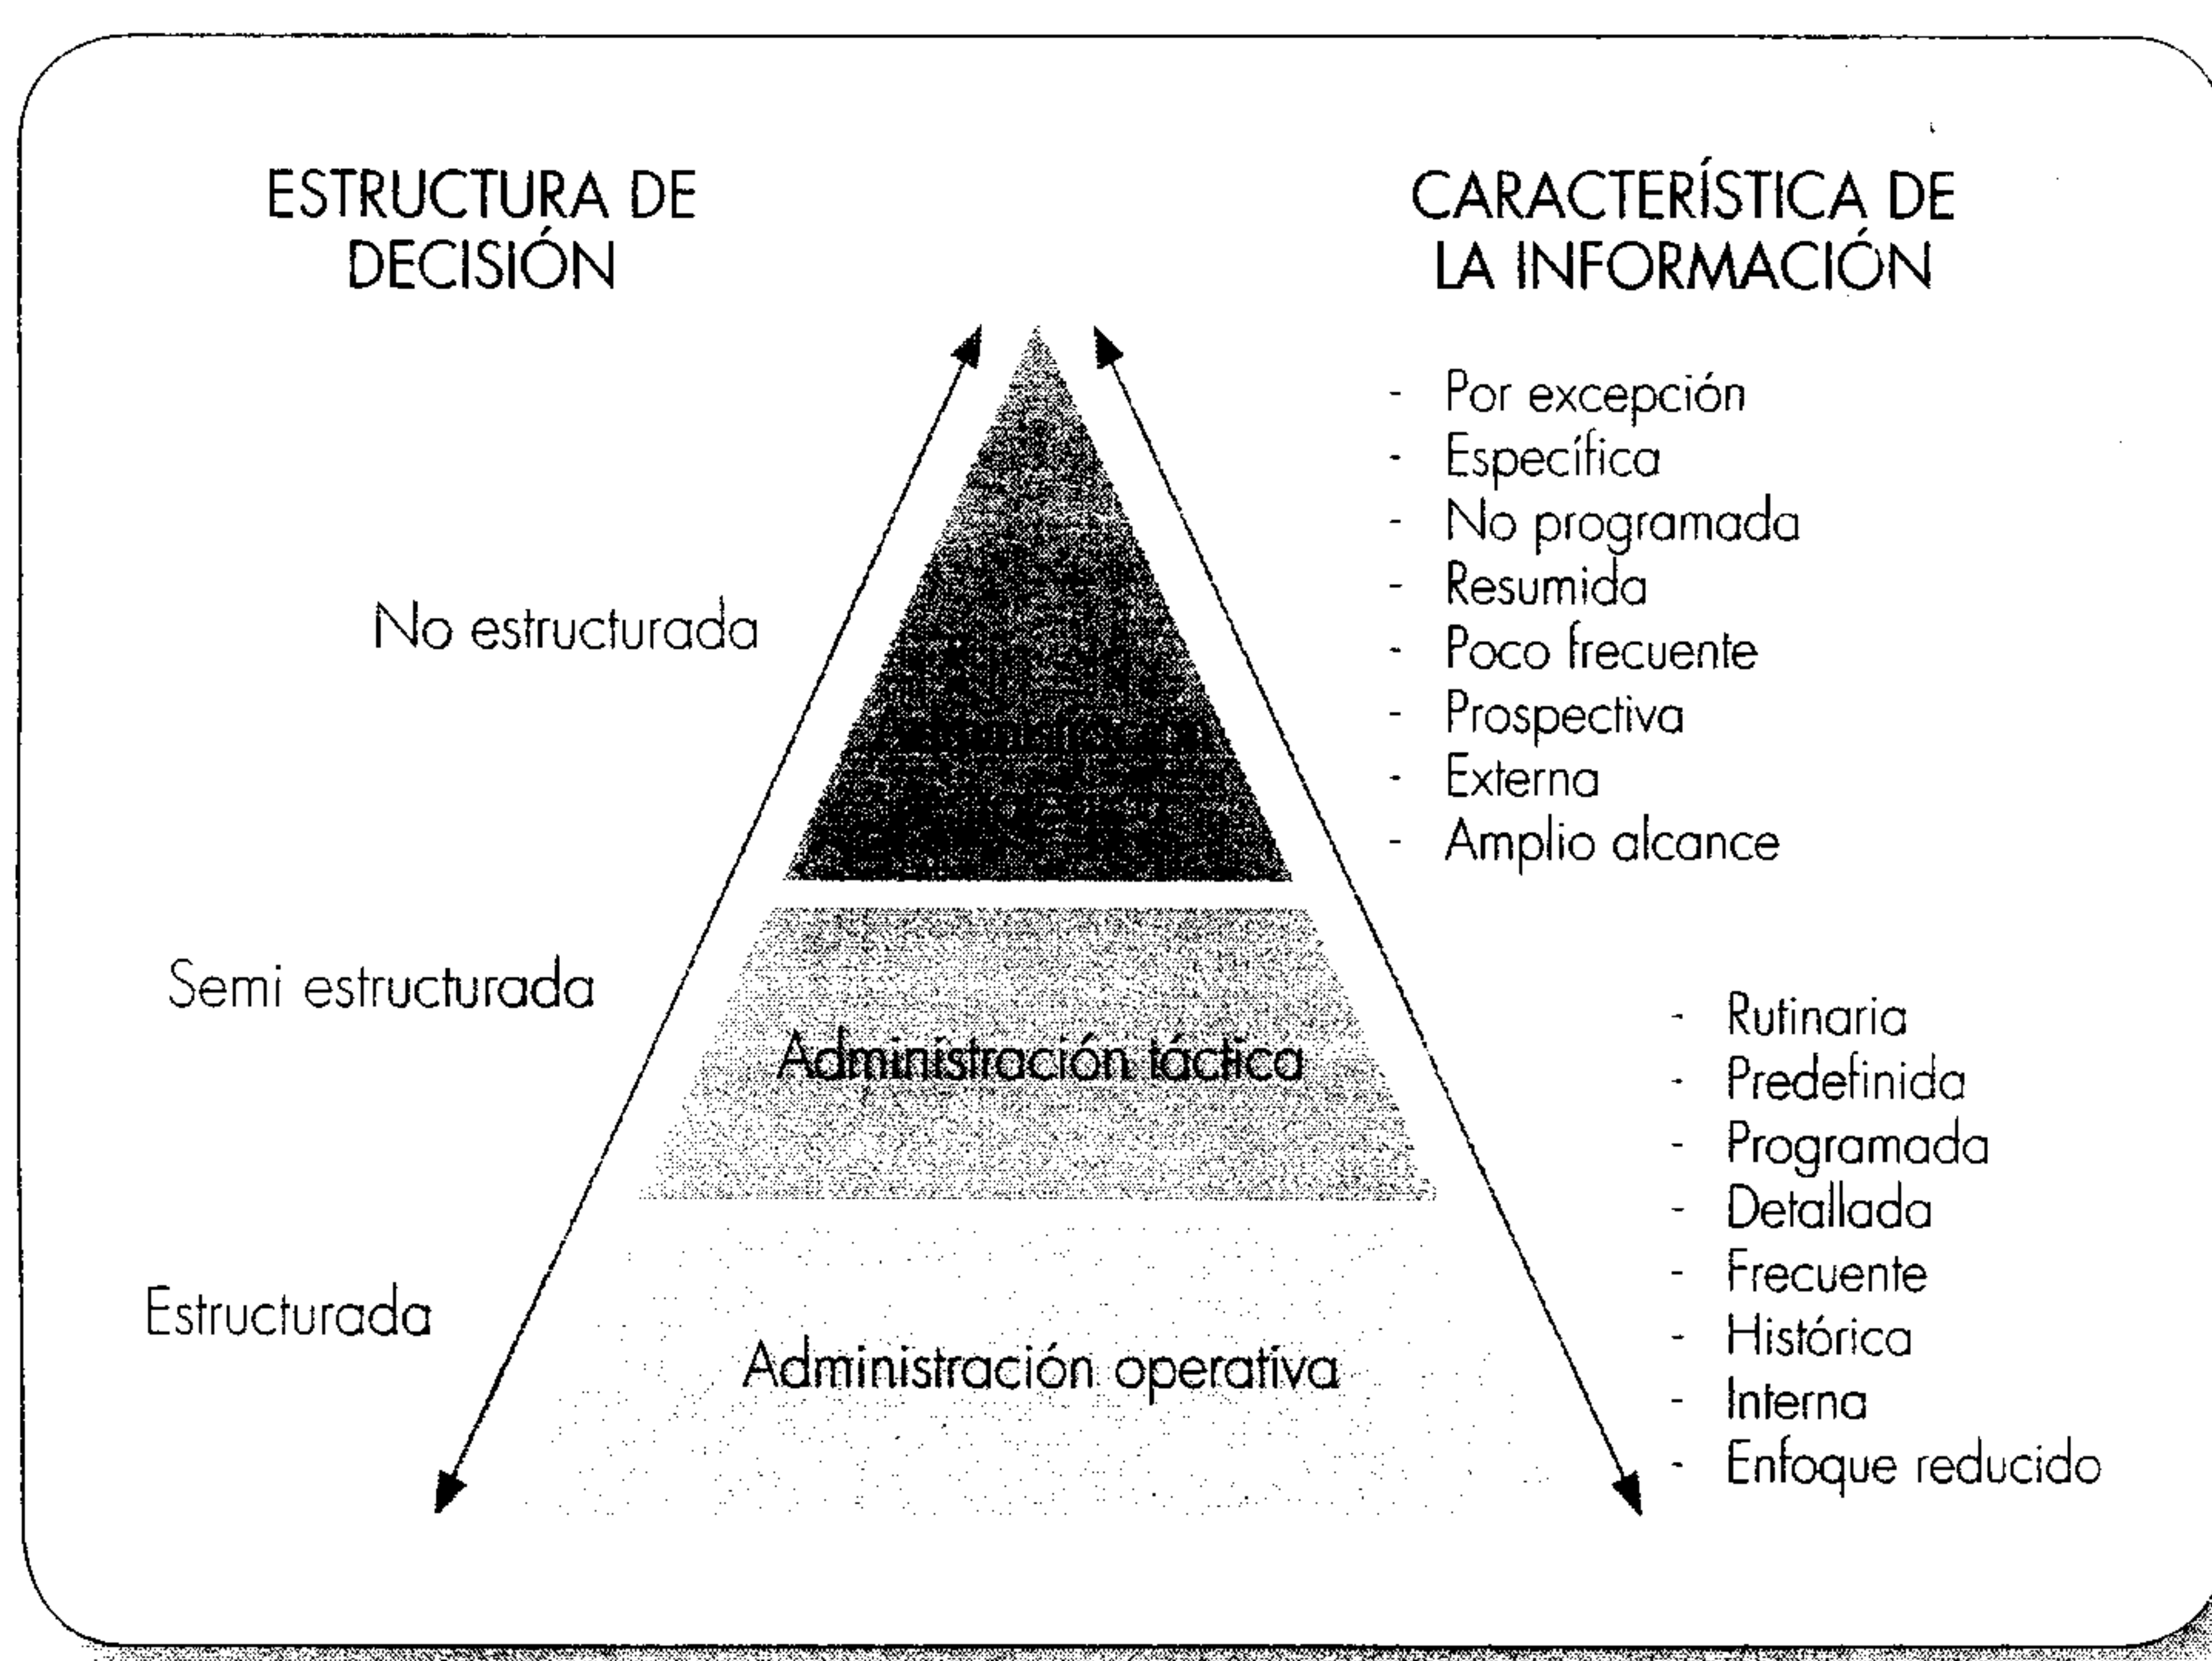 ESTRUCTURA DE
DECISIÓN
CARACTERÍSTICA DE
LA INFORMACIÓN
- Por excepción
- Específica
- No programada
- Resumida
- Poco frecuente
- Prospectiva
- Externa
- Amplio alcance
No estructurada
Administración
Semi estructurada
Administración táctica
Estructurada
Administración operativa
- Rutinaria
- Predefinida
- Programada
- Detallada
- Frecuente
- Histórica
- Interna
- Enfoque reducido